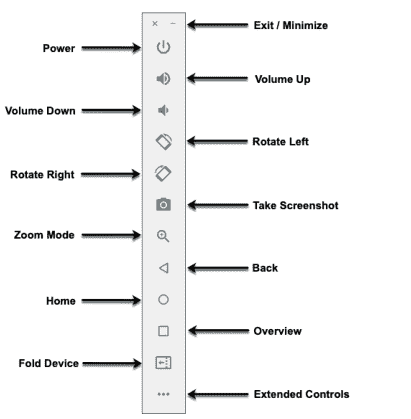 Exit / Minimize
Power
Volume Up
Volume Down
Rotate Left
Rotate Right
Take Screenshot
Zoom Mode
Back
Home
Overview
Fold Device
Extended Controls